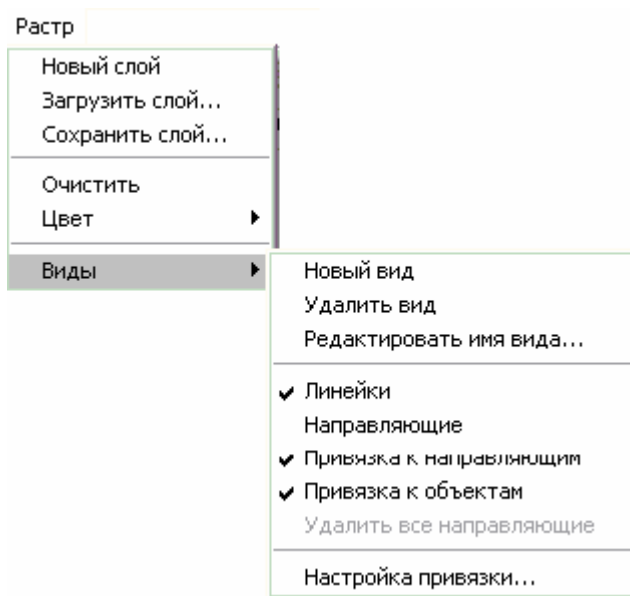 Растр
Новый слой
Загрузить слой...
Сохранить слой...
Очистить
Цвет
Виды
Новый вид
Удалить вид
Редактировать имя вида...
Линейки
Направляющие
Привязка к направляющим
Привязка к объектам
Удалить все направляющие
Настройка привязки...